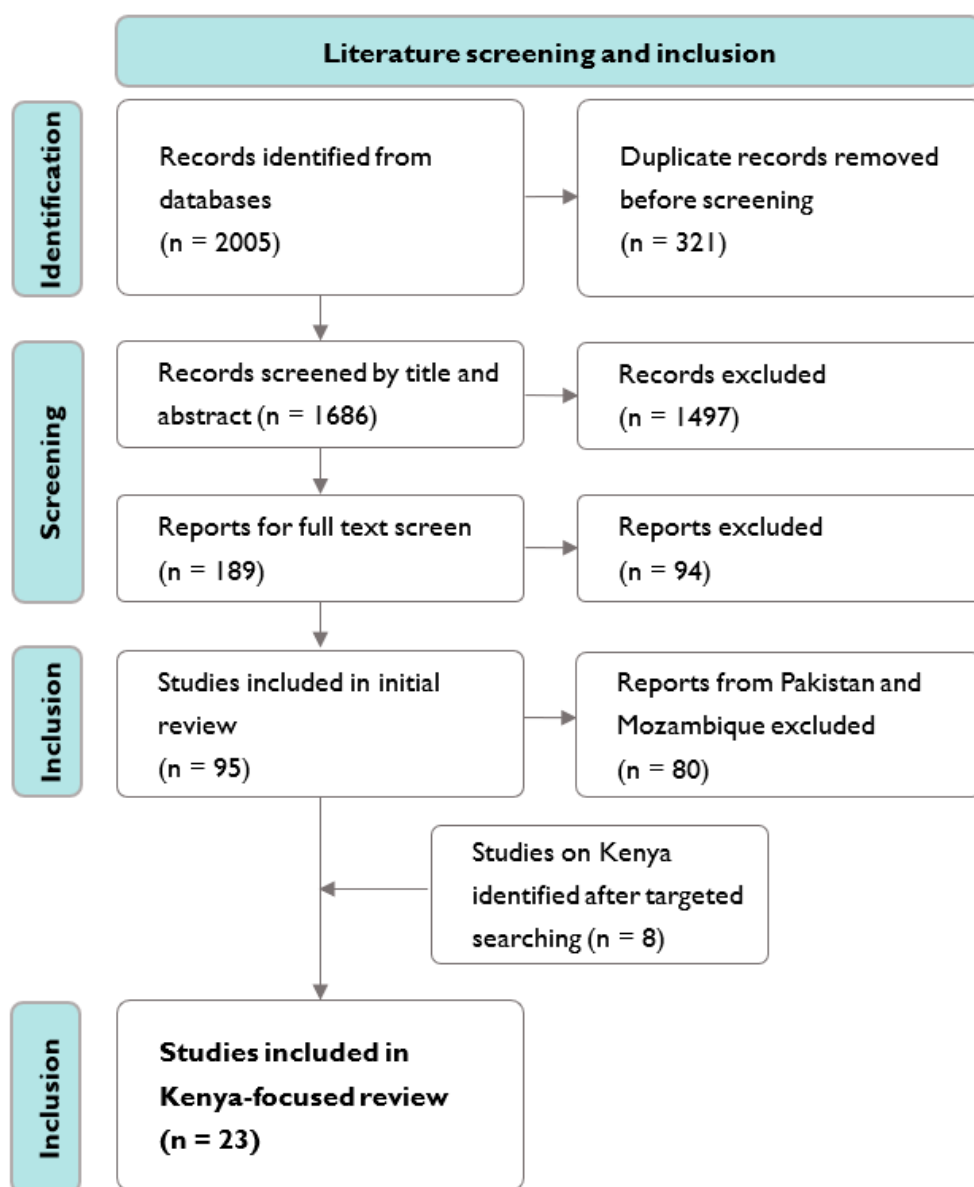 Literature screening and inclusion
Identification
Records identified from
databases
(n = 2005)
Duplicate records removed
before screening
(n = 321)
Screening
Records screened by title and
abstract (n = 1686)
Records excluded
(n = 1497)
Reports for full text screen
(n = 189)
Reports excluded
(n = 94)
Inclusion
Studies included in initial
review
(n = 95)
Reports from Pakistan and
Mozambique excluded
(n = 80)
Studies on Kenya
identified after targeted
searching (n = 8)
Inclusion
Studies included in
Kenya-focused review
(n = 23)